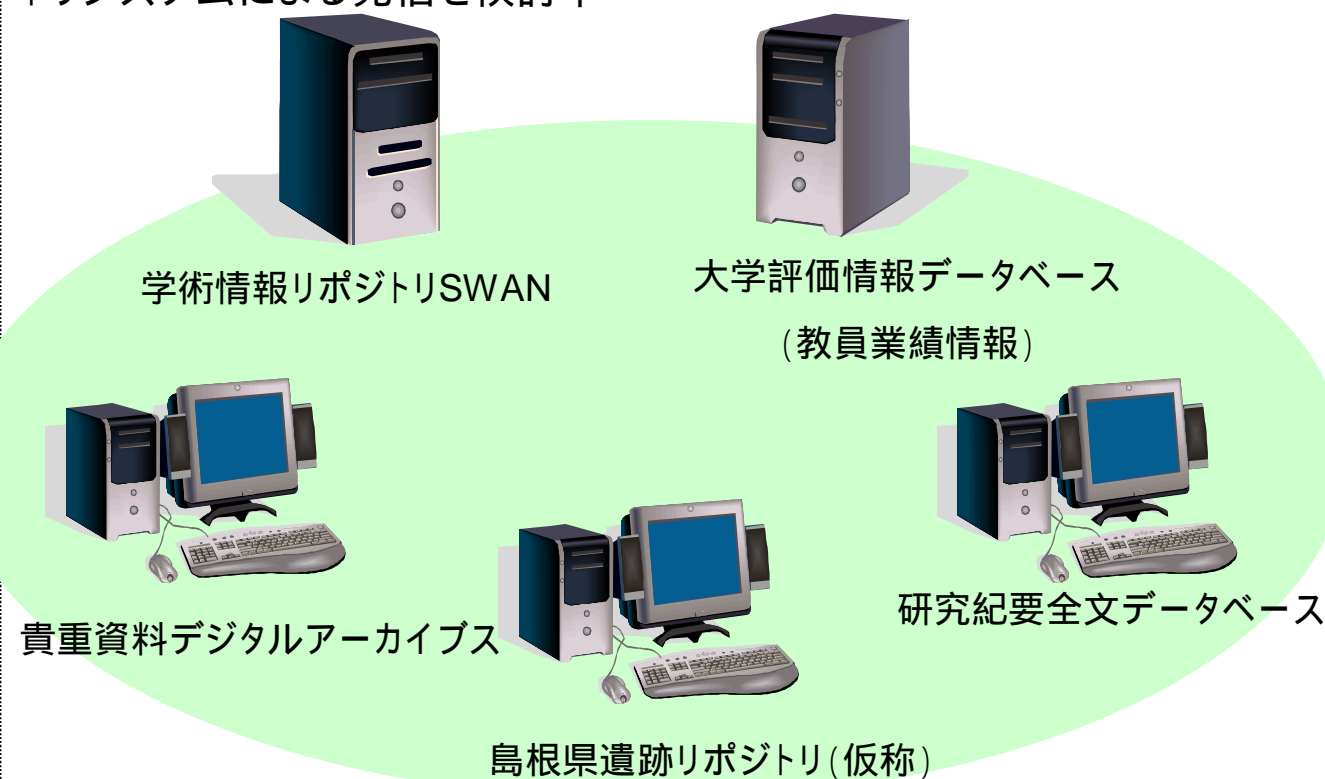 学術情報リポジトリSWAN
大学評価情報データベース
(教員業績情報)
貴重資料デジタルアーカイブス
研究紀要全文データベース
島根県遺跡リポジトリ(仮称)